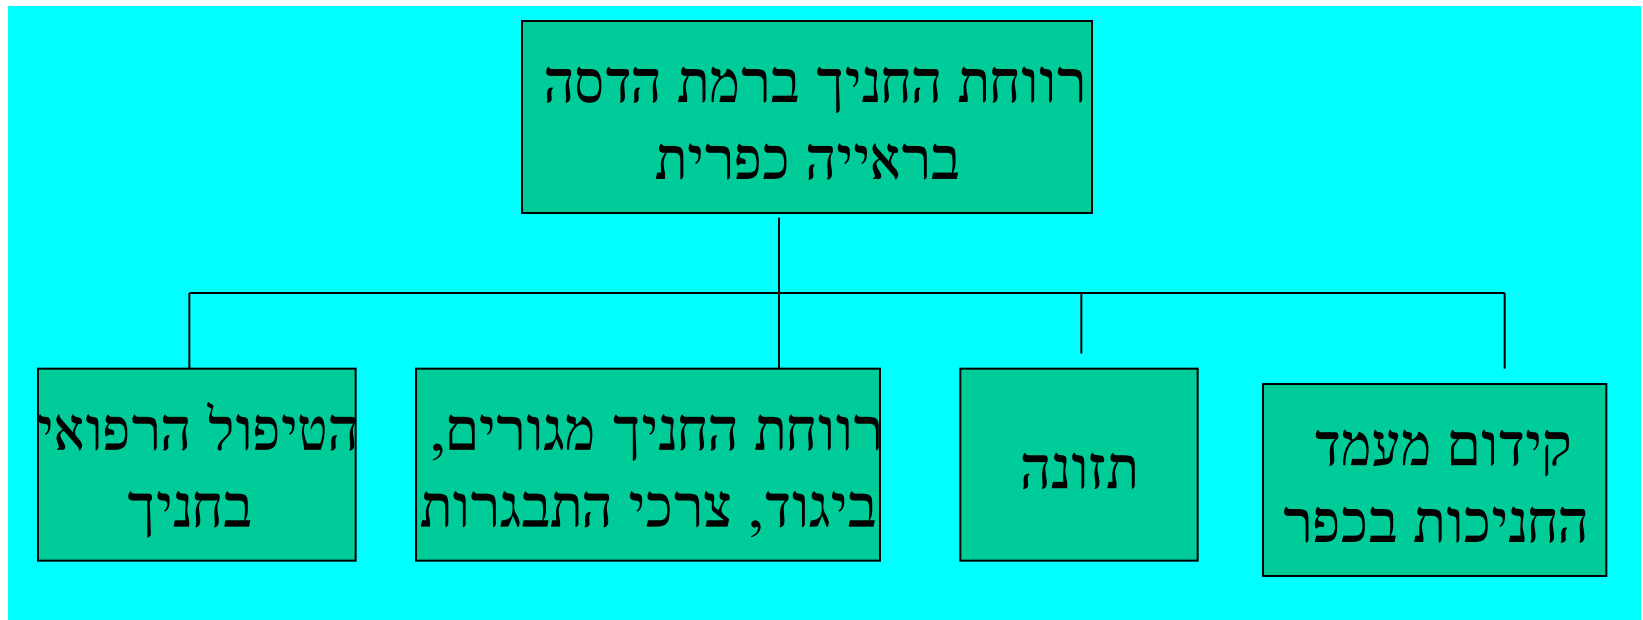 רווחת החניך ברמת הדסה
בראייה כפרית
קידום מעמד
החניכות בכפר
תזונה
רווחת החניך מגורים,
ביגוד, צרכי התבגרות
הטיפול הרפואי
בחניך